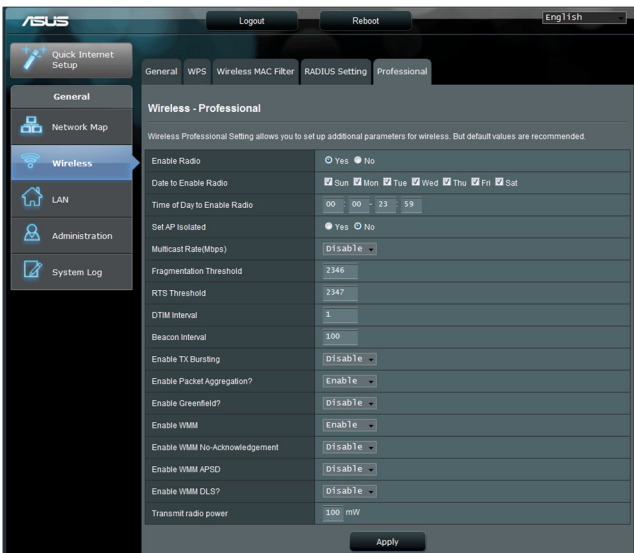 ASUS
Logout
Reboot
English
Quick Internet
Setup
General
Network Map
Wireless
LAN
Administration
System Log
General WPS Wireless MAC Filter RADIUS Setting Professional
Wireless - Professional
Wireless Professional Setting allows you to set up additional parameters for wireless. But default values are recommended.
Enable Radio Yes No
Date to Enable Radio Sun Mon Tue Wed Thu Fri Sat
Time of Day to Enable Radio 00 : 00 - 23 : 59
Set AP Isolated Yes No
Multicast Rate(Mbps) Disable
Fragmentation Threshold 2346
RTS Threshold 2347
DTIM Interval 1
Beacon Interval 100
Enable TX Bursting Disable
Enable Packet Aggregation? Enable
Enable Greenfield? Disable
Enable WMM Enable
Enable WMM No-Acknowledgement Disable
Enable WMM APSD Disable
Enable WMM DLS? Disable
Transmit radio power 100 mW
Apply